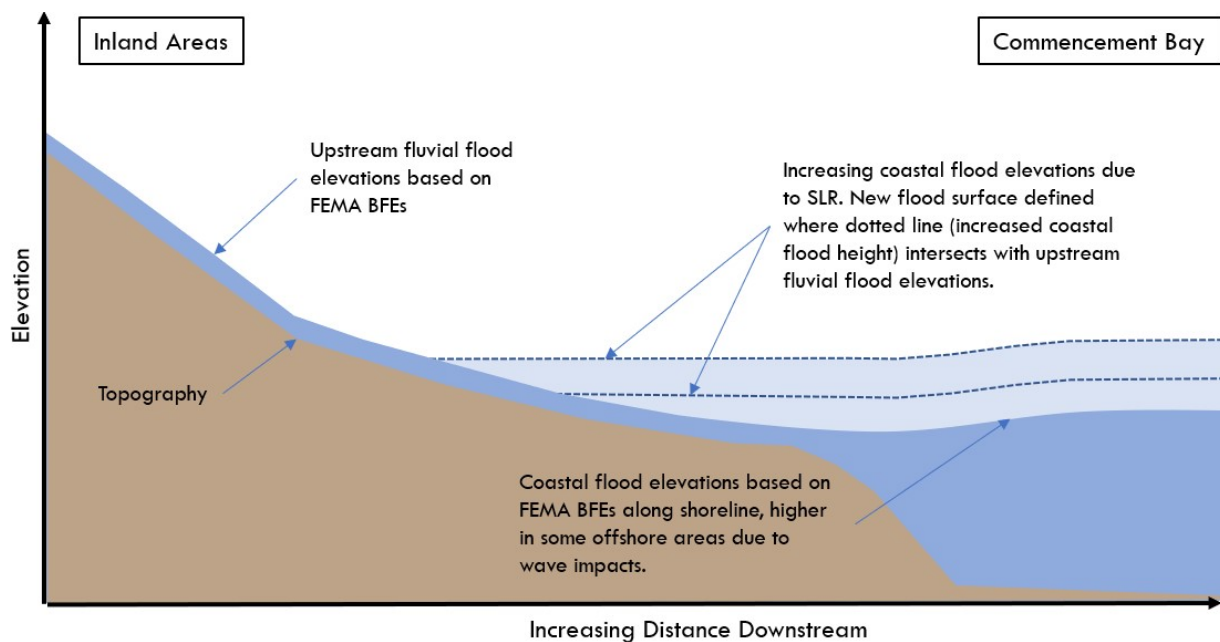 Inland Areas
Commencement Bay
Upstream fluvial flood
elevations based on
FEMA BFEs
Increasing coastal flood elevations due
to SLR. New flood surface defined
where dotted line (increased coastal
flood height) intersects with upstream
fluvial flood elevations.
Elevation
Topography
Coastal flood elevations based on
FEMA BFEs along shoreline, higher
in some offshore areas due to
wave impacts.
Increasing Distance Downstream